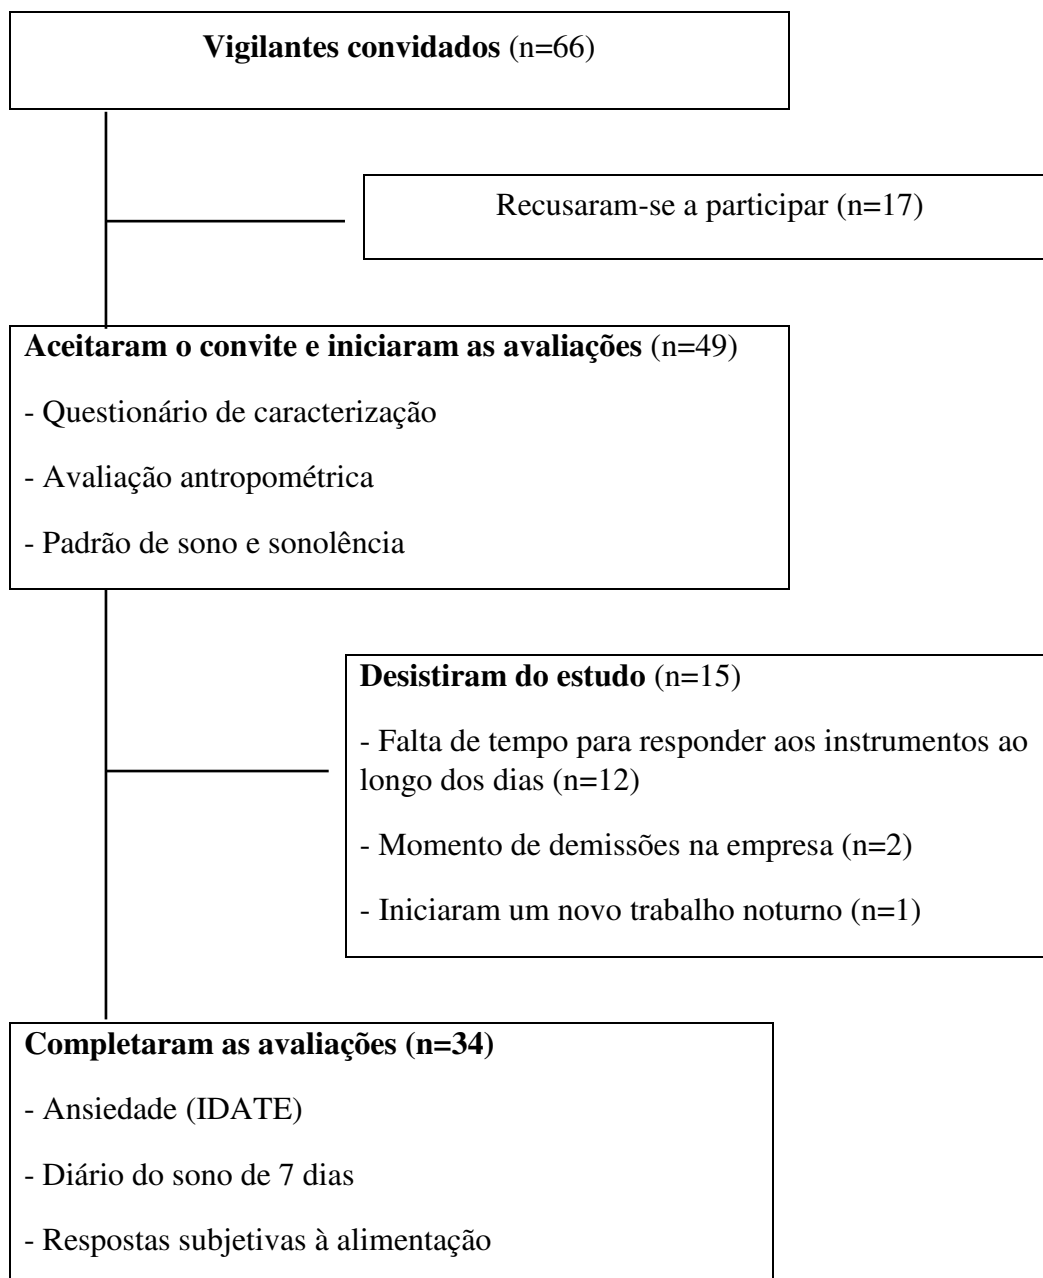 Vigilantes convidados (n=66)
Recusaram-se a participar (n=17)
Aceitaram o convite e iniciaram as avaliações (n=49)
- Questionário de caracterização
- Avaliação antropométrica
- Padrão de sono e sonolência
Desistiram do estudo (n=15)
- Falta de tempo para responder aos instrumentos ao
longo dos dias (n=12)
- Momento de demissões na empresa (n=2)
- Iniciaram um novo trabalho noturno (n=1)
Completaram as avaliações (n=34)
- Ansiedade (IDATE)
- Diário do sono de 7 dias
- Respostas subjetivas à alimentação